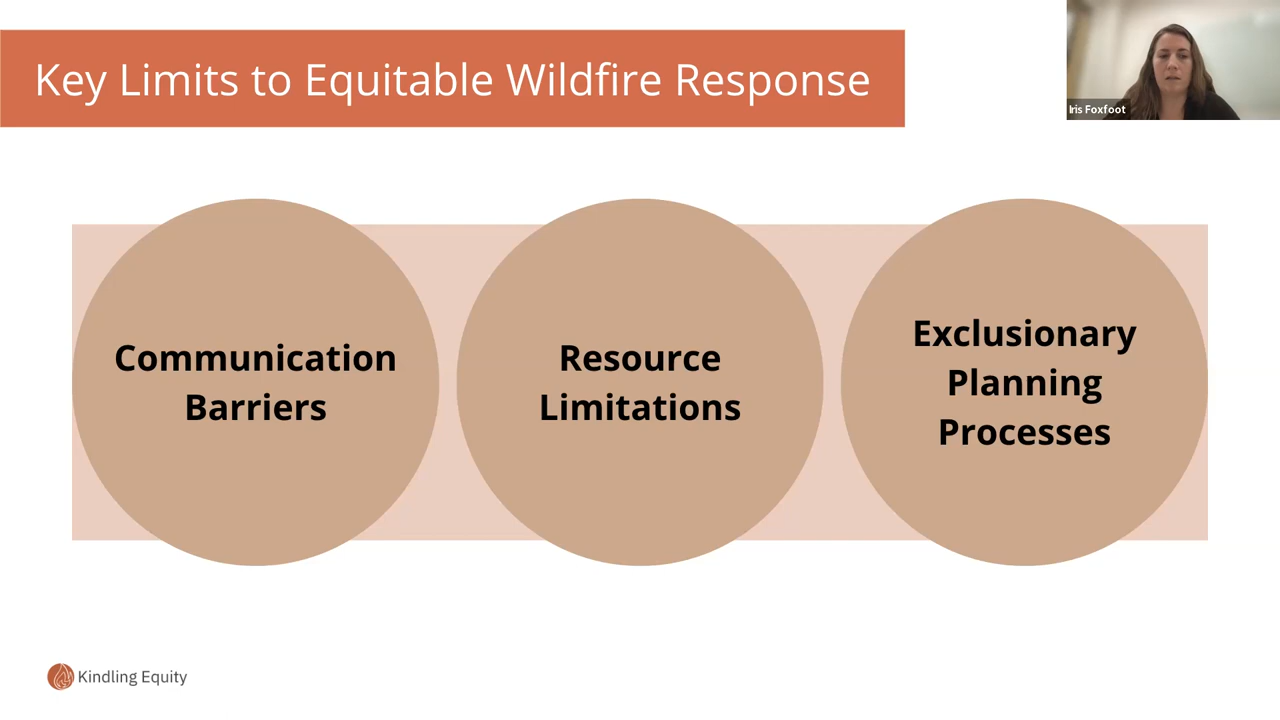 Key Limits to Equitable Wildfire Response
Iris Foxfoot
Communication
Barriers
Resource
Limitations
Exclusionary
Planning
Processes
Kindling Equity